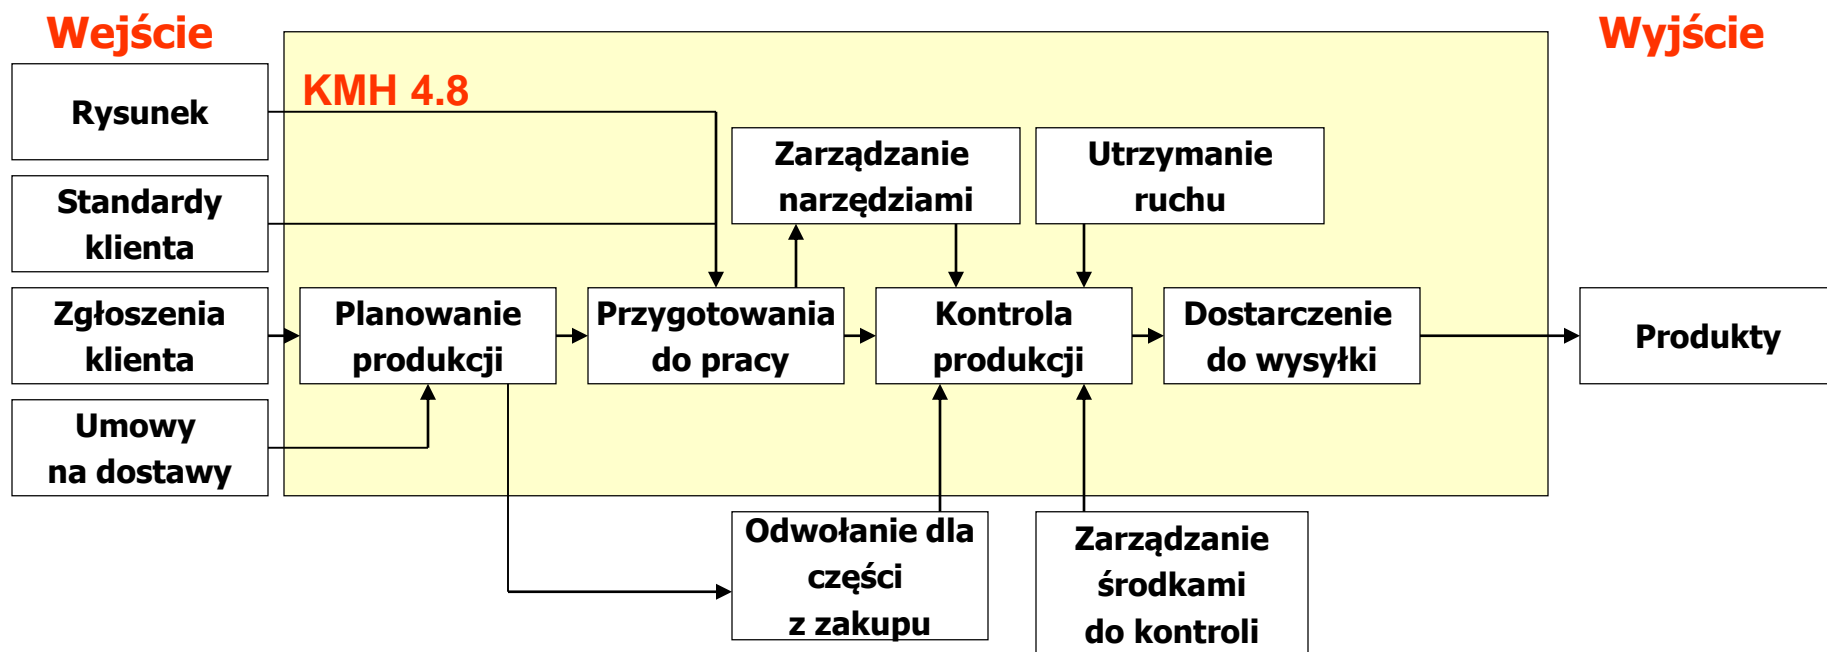 Wejście
Wyjście
KMH 4.8
Rysunek
Standardy
klienta
Zgłoszenia
klienta
Umowy
na dostawy
Zarządzanie
narzędziami
Utrzymanie
ruchu
Planowanie
produkcji
Przygotowania
do pracy
Kontrola
produkcji
Dostarczenie
do wysyłki
Produkty
Odwołanie dla
części
z zakupu
Zarządzanie
środkami
do kontroli